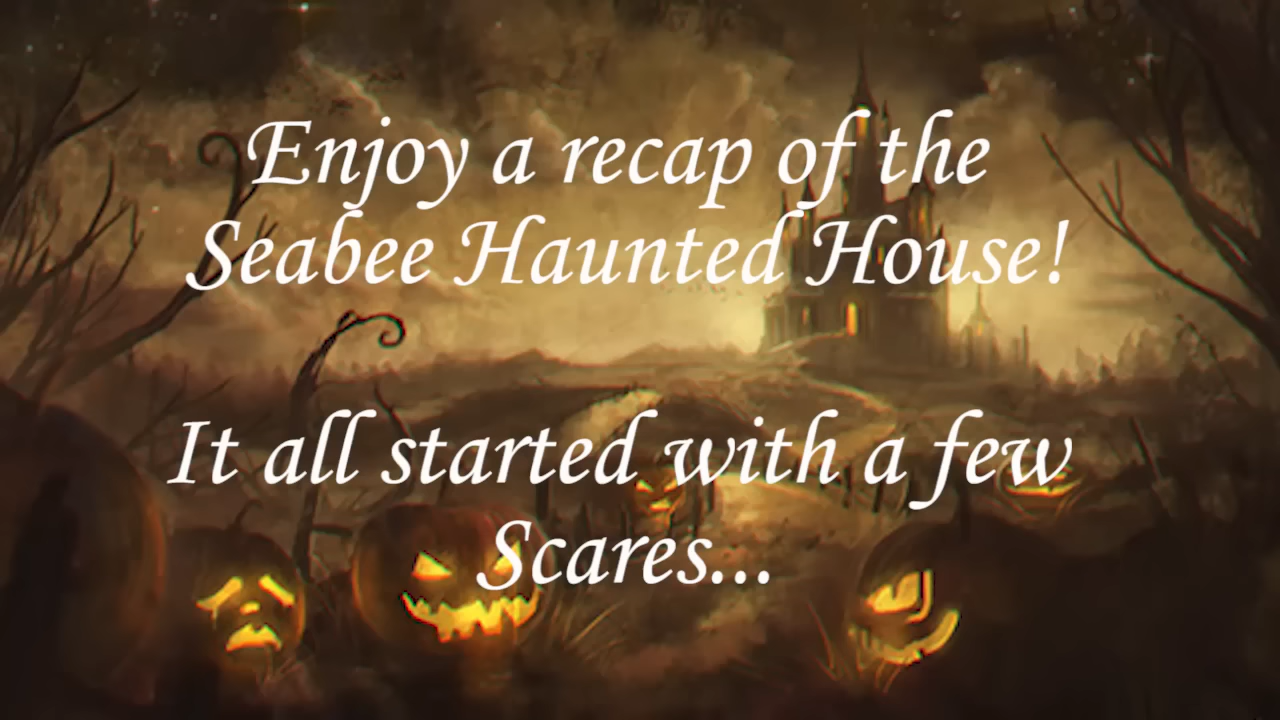 Enjoy a recap of the
Seabee Haunted House!
It all started with a few
Scares...